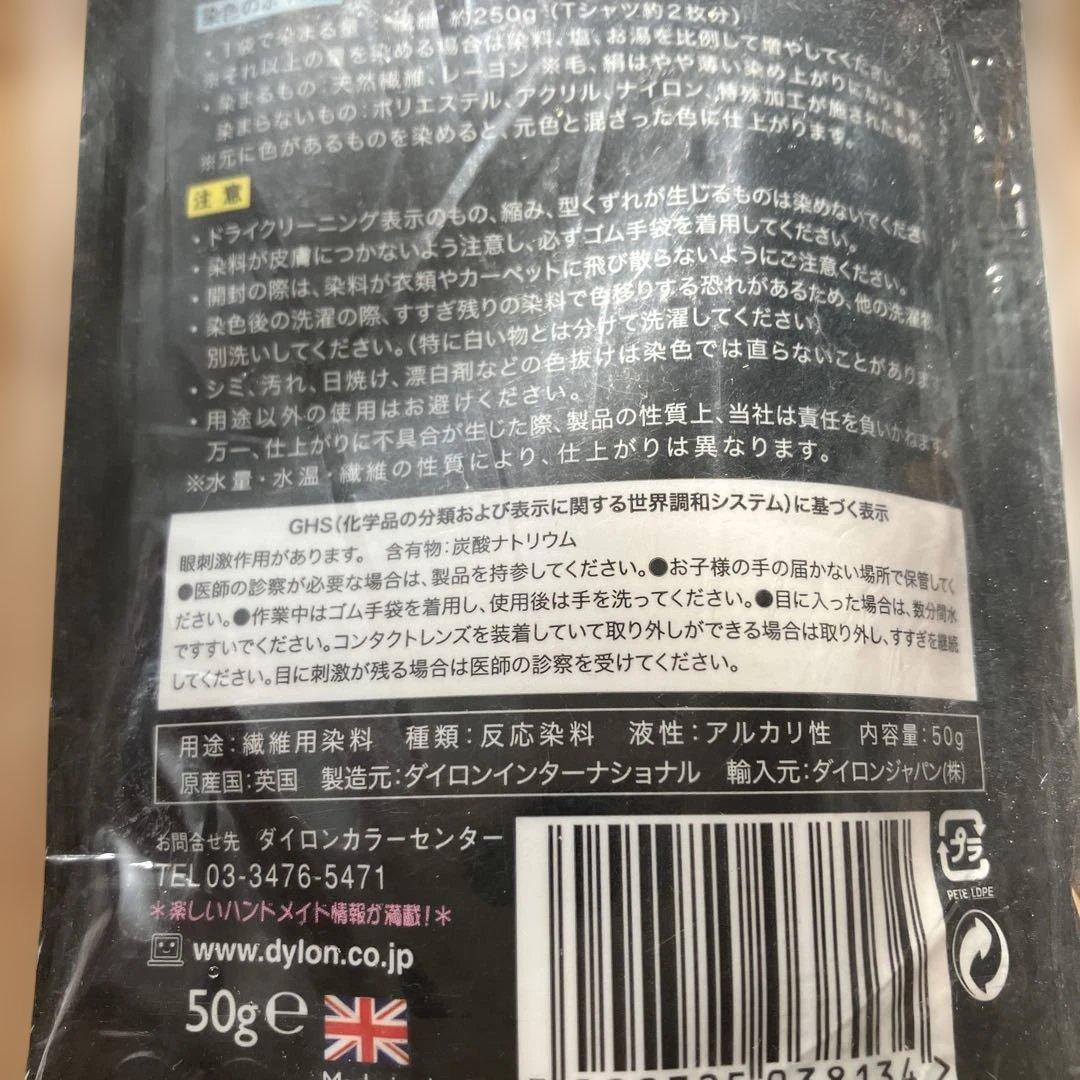 染色の
・1袋で染まる量 繊維 約250g (Tシャツ約2枚分)
※それ以上の量を染める場合は染料、塩、お湯を比例して増やしてください。
・染まるもの:天然繊維、レーヨン ※毛、絹はやや薄い染め上がりになります。
染まらないもの:ポリエステル、アクリル、ナイロン、特殊加工が施されたもの
※元に色があるものを染めると、元色と混ざった色に仕上がります。
注意
・ドライクリーニング表示のもの、縮み、型くずれが生じるものは染めないでくださ
・染料が皮膚につかないよう注意し、必ずゴム手袋を着用してください。
・開封の際は、染料が衣類やカーペットに飛び散らないようにご注意ください。
・染色後の洗濯の際、すすぎ残りの染料で色移りする恐れがあるため、他の洗濯物
別洗いしてください。(特に白い物とは分けて洗濯してください)
・シミ、汚れ、日焼け、漂白剤などの色抜けは染色では直らないことがあります
・用途以外の使用はお避けください。
万一、仕上がりに不具合が生じた際、製品の性質上、当社は責任を負いかねます。
※水量・水温・繊維の性質により、仕上がりは異なります。
GHS(化学品の分類および表示に関する世界調和システム)に基づく表示
眼刺激作用があります。 含有物:炭酸ナトリウム
●医師の診察が必要な場合は、製品を持参してください。●お子様の手の届かない場所で保管してく
ださい。●作業中はゴム手袋を着用し、使用後は手を洗ってください。●目に入った場合は、数分間水
ですすいでください。コンタクトレンズを装着していて取り外しができる場合は取り外し、すすぎを継続
してください。目に刺激が残る場合は医師の診察を受けてください。
用途:繊維用染料 種類:反応染料 液性:アルカリ性 内容量:50g
原産国:英国 製造元:ダイロンインターナショナル 輸入元:ダイロンジャパン(株)
お問合せ先 ダイロンカラーセンター
TEL 03-3476-5471
*楽しいハンドメイド情報が満載!*
www.dylon.co.jp
50g℮
プラ
PETE LDPE
038134